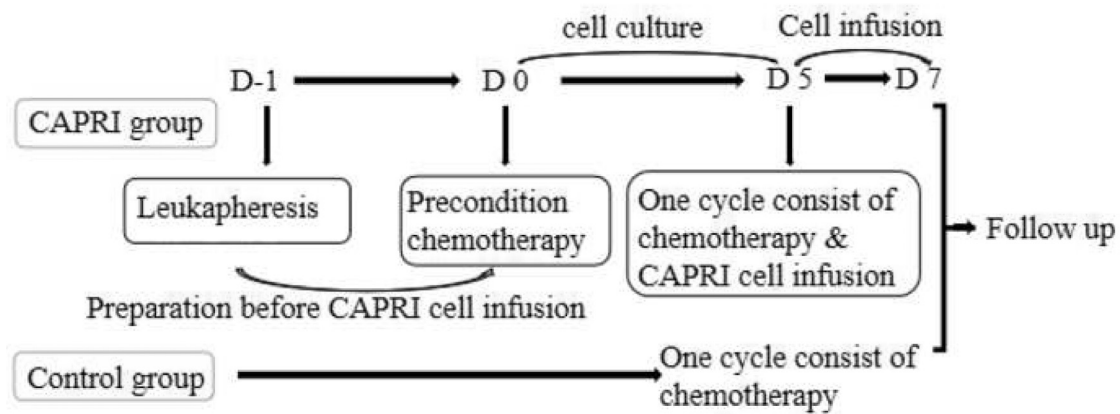 cell culture
Cell infusion
D-1
D 0
D 5
D 7
CAPRI group
Leukapheresis
Precondition
chemotherapy
One cycle consist of
chemotherapy &
CAPRI cell infusion
Follow up
Preparation before CAPRI cell infusion
Control group
One cycle consist of
chemotherapy